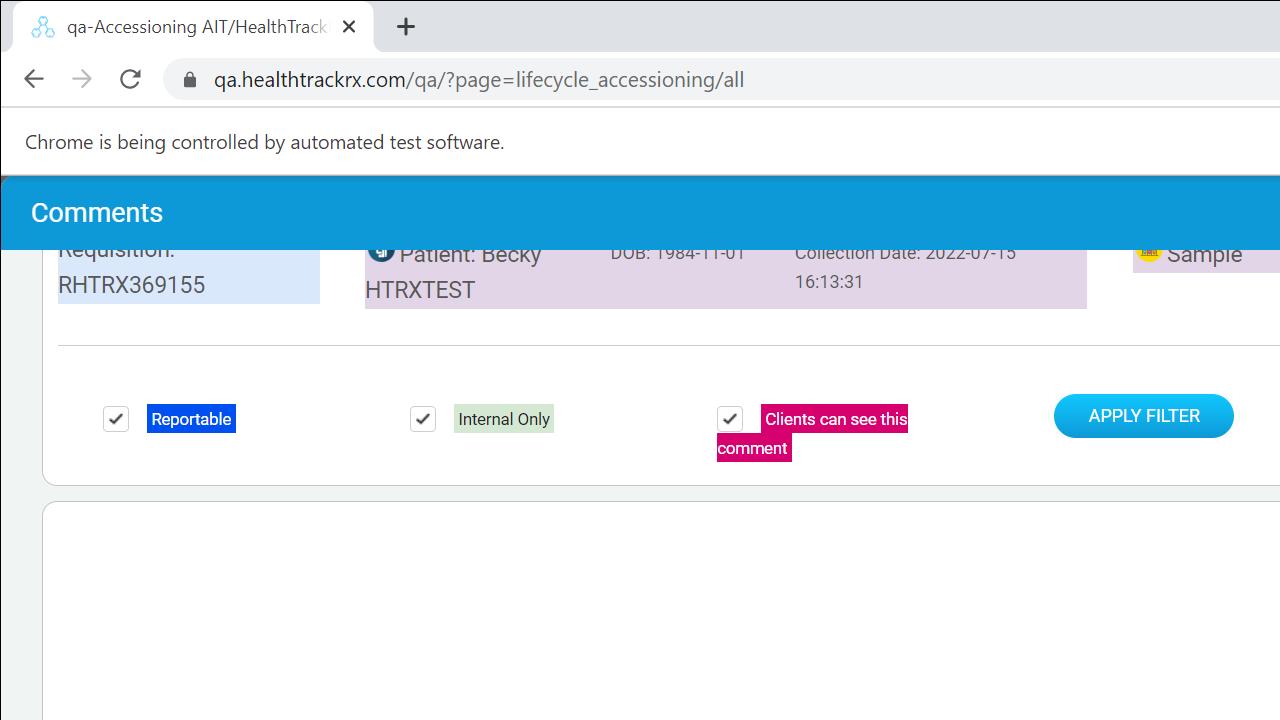 qa-Accessioning AIT/HealthTrack
qa.healthtrackrx.com/qa/?page=lifecycle_accessioning/all
Chrome is being controlled by automated test software.
Comments
Requisition:
RHTRX369155
Patient: Becky
HTRXTEST
DOB: 1984-11-01
Collection Date: 2022-07-15
16:13:31
Sample
Reportable
Internal Only
Clients can see this
comment
APPLY FILTER